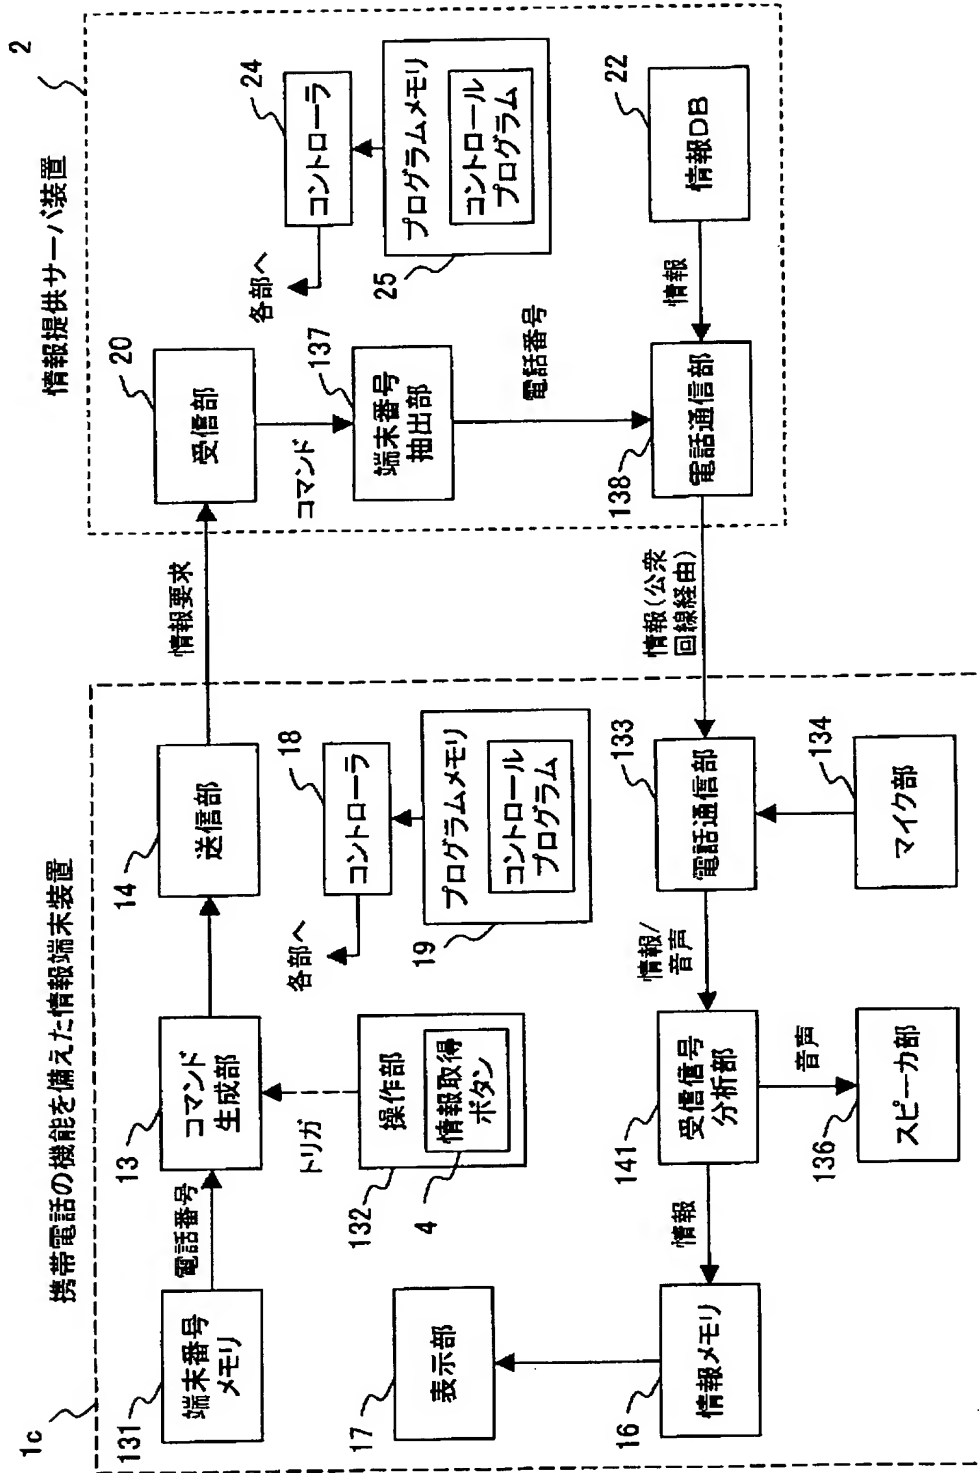 1c
携帯電話の機能を備えた情報端末装置
131
端末番号
メモリ
電話番号
13
コマンド
生成部
14
送信部
トリガ
132
操作部
4
情報取得
ボタン
各部へ
18
コントローラ
19
プログラムメモリ
コントロール
プログラム
17
表示部
16
情報メモリ
情報
141
受信信号
分析部
音声
136
スピーカ部
情報/
音声
133
電話通信部
134
マイク部
情報要求
情報(公衆
回線経由)
情報提供サーバ装置
2
20
受信部
コマンド
137
端末番号
抽出部
電話番号
各部へ
24
コントローラ
25
プログラムメモリ
コントロール
プログラム
138
電話通信部
情報
22
情報DB